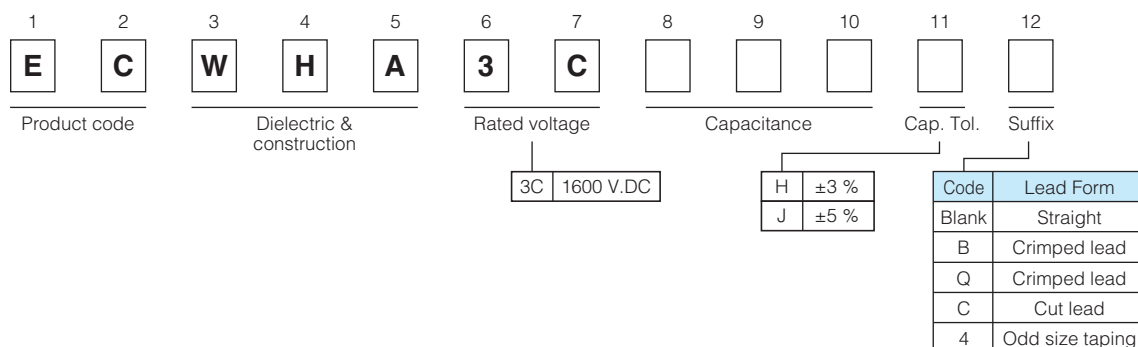 1 2 3 4 5 6 7 8 9 10 11 12
E C W H A 3 C
Product code Dielectric & Rated voltage Capacitance Cap. Tol. Suffix
construction
3C 1600 V.DC
H ±3 %
J ±5 %
Code Lead Form
Blank Straight
B Crimped lead
Q Crimped lead
C Cut lead
4 Odd size taping